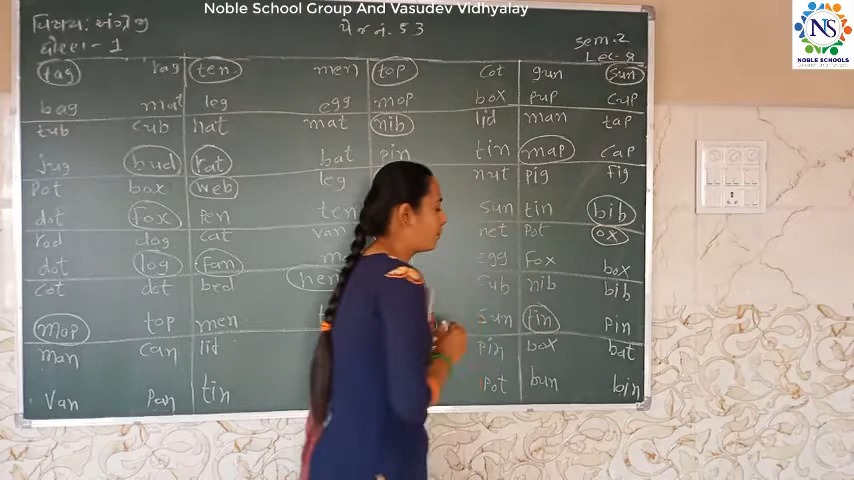 Noble School Group And Vasudev Vidhyalay
વિષય: અંગ્રેજી
પેજ નં. 53
ધોરણ - 1
Sem. 2
Lec-8
NS
NOBLE SCHOOLS
tag rag ten men top cot gun sun
bag mat leg egg mop box pup cup
tub cub hat mat nib lid man tap
jug bud rat bat pin tin map cap
pot box web leg nut pig fig
dot fox pen ten sun tin bib
rod dog cat van net pot ox
dot log fan egg fox box
cot dot bed hen sub nib bib
mop top men sun tin pin
man can lid pin box bat
van pan tin pot bun bin